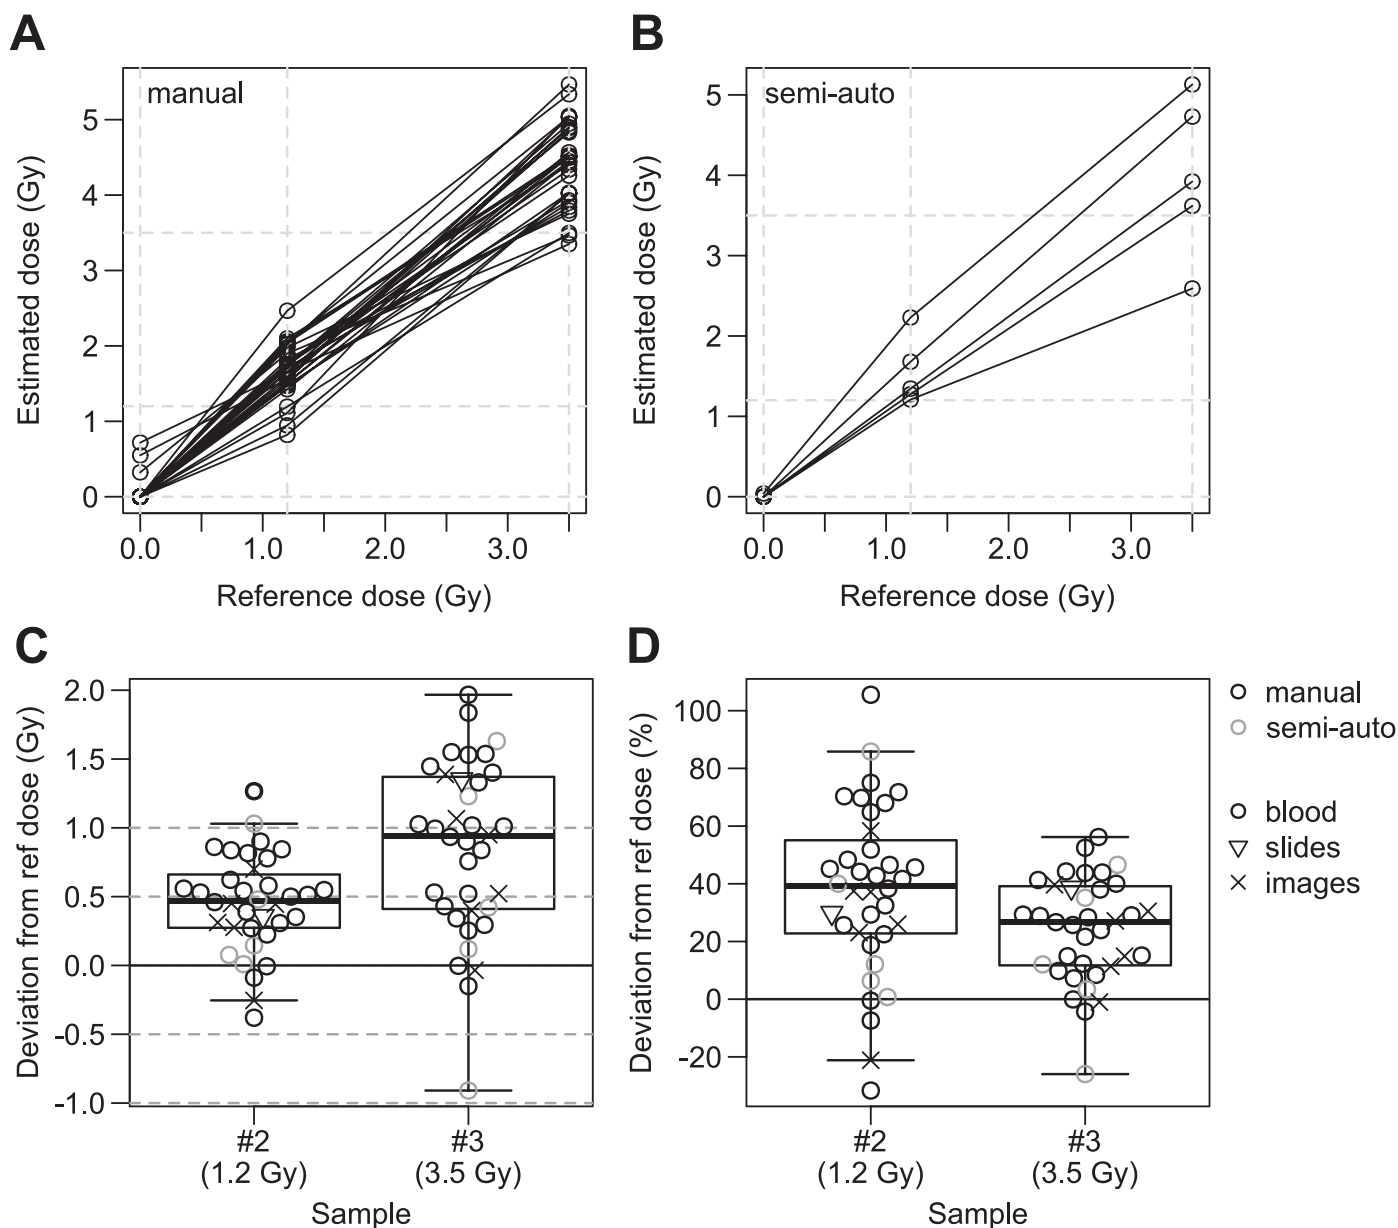 A
manual
Estimated dose (Gy)
5
4
3
2
1
0
0.0 1.0 2.0 3.0
Reference dose (Gy)
B
semi-auto
Estimated dose (Gy)
5
4
3
2
1
0
0.0 1.0 2.0 3.0
Reference dose (Gy)
C
Deviation from ref dose (Gy)
2.0
1.5
1.0
0.5
0.0
-0.5
-1.0
#2 #3
(1.2 Gy) (3.5 Gy)
Sample
D
Deviation from ref dose (%)
100
80
60
40
20
0
-20
#2 #3
(1.2 Gy) (3.5 Gy)
Sample
manual
semi-auto
blood
slides
images